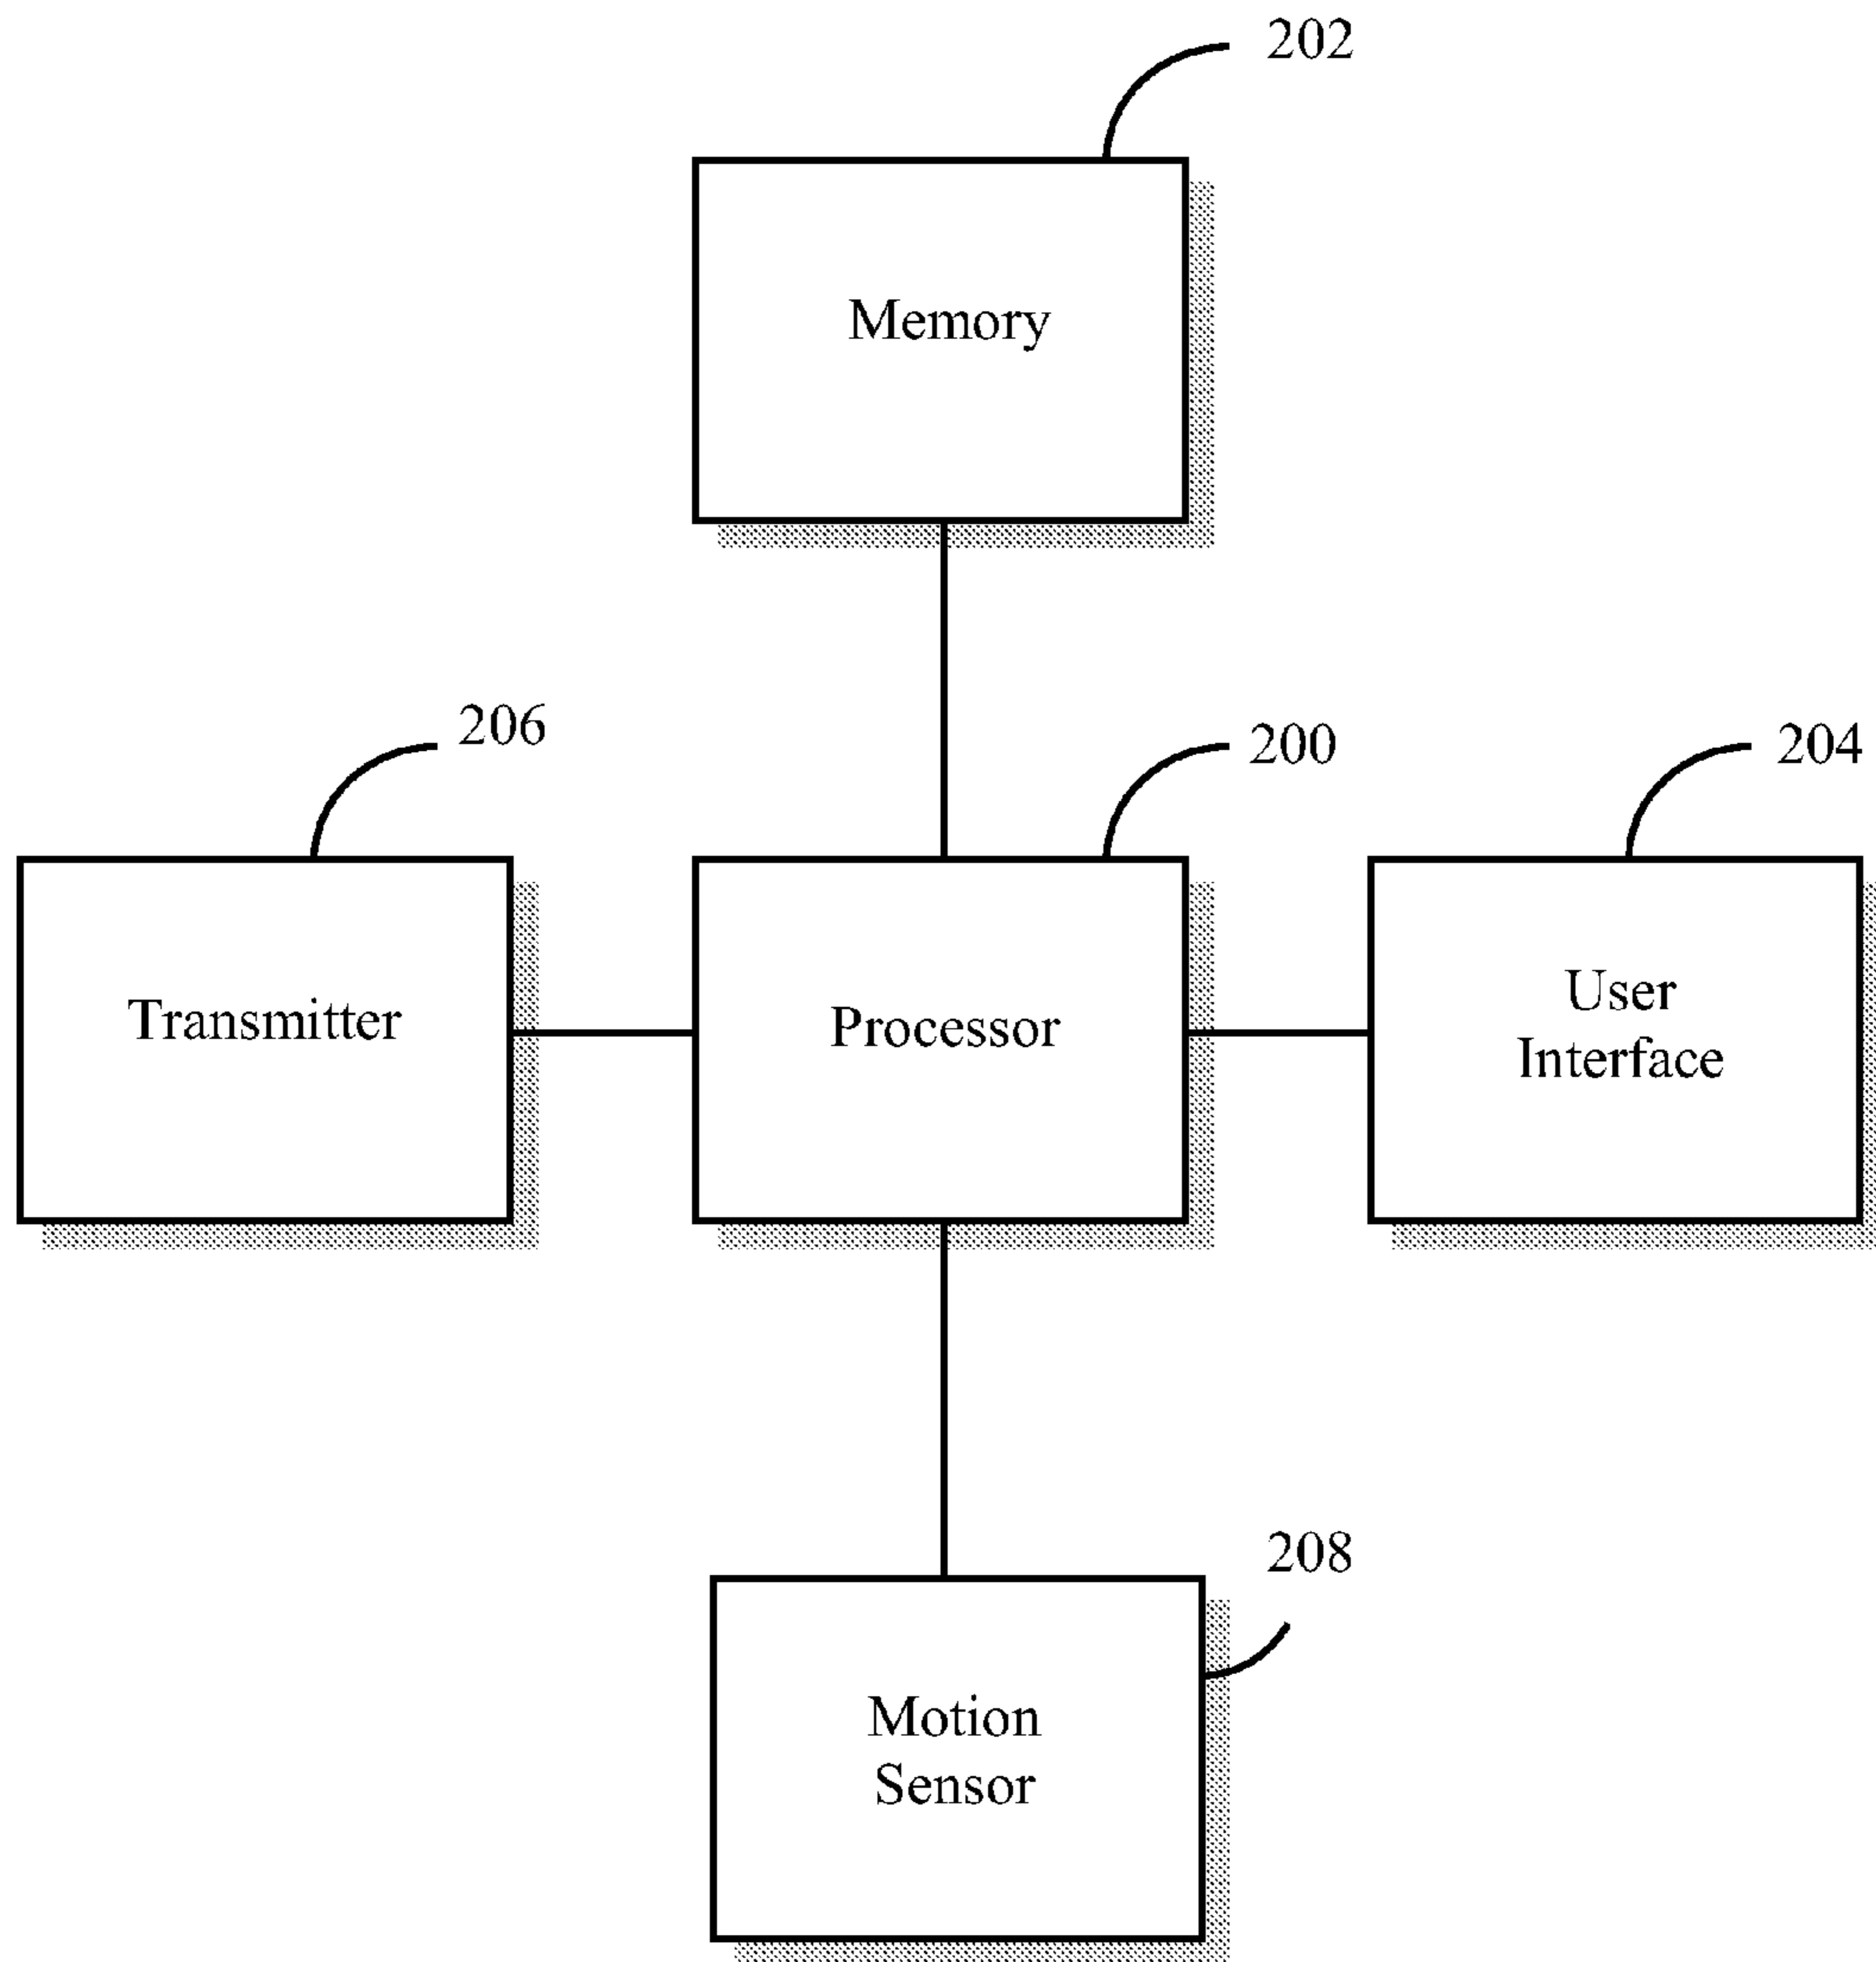 202
Memory
206
200
204
Transmitter
Processor
User
Interface
208
Motion
Sensor